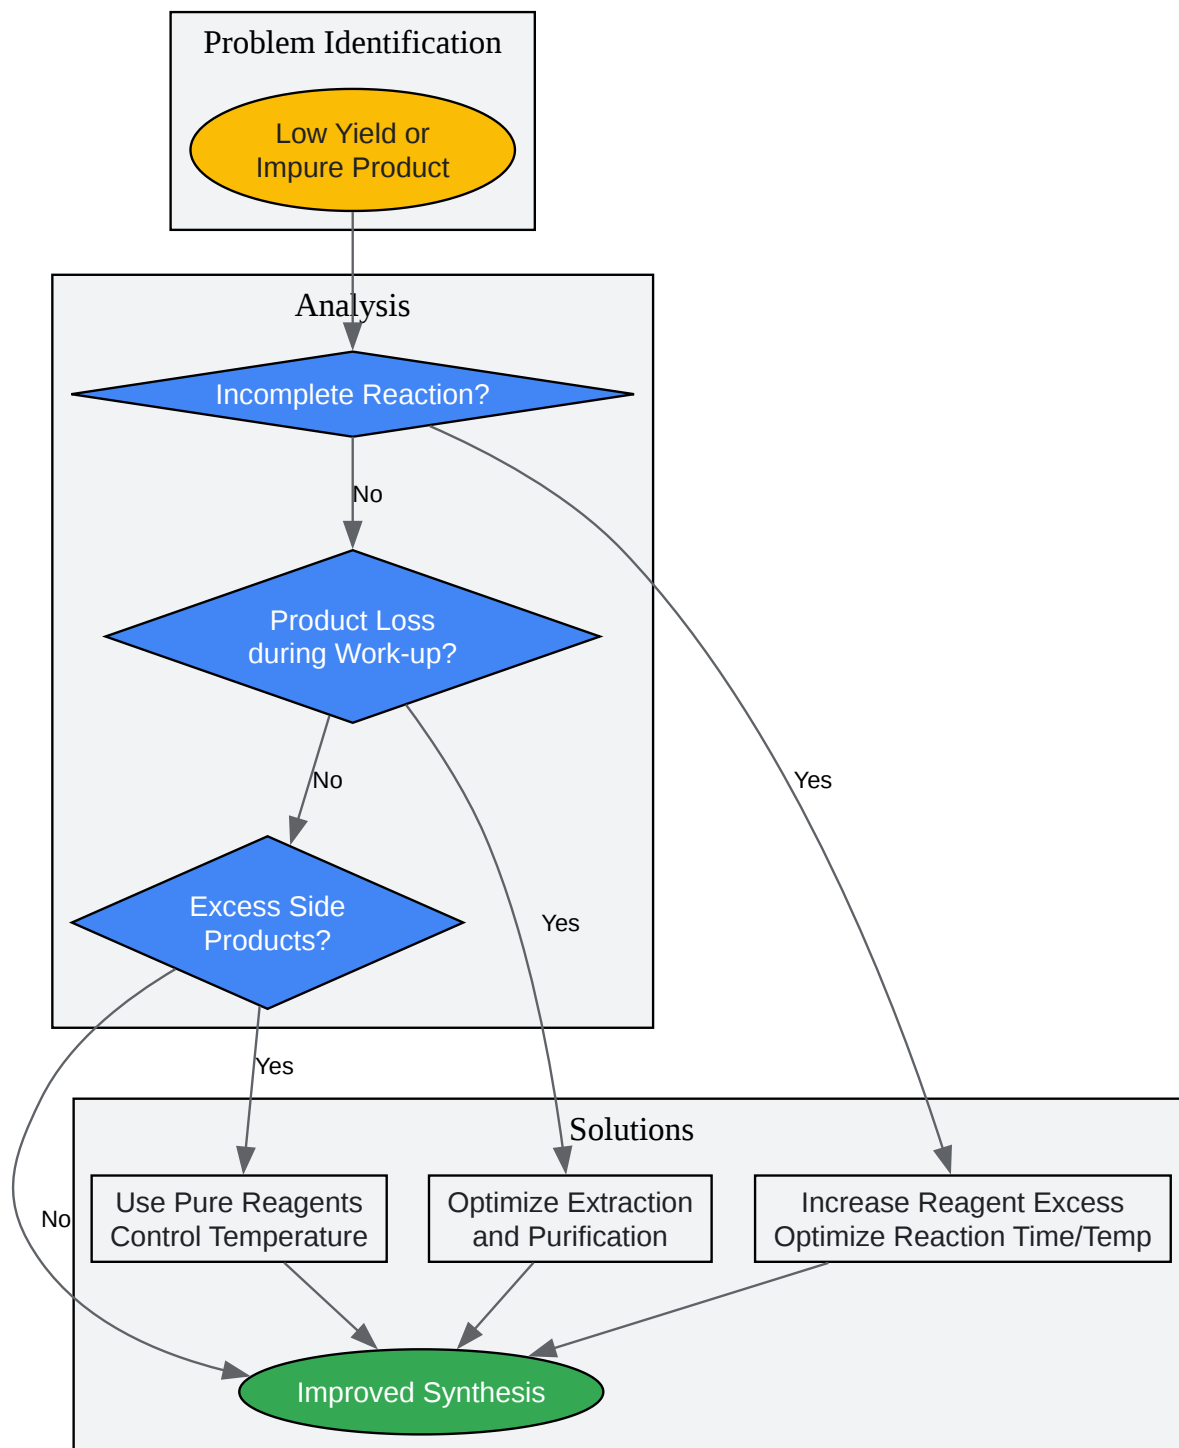 Problem Identification
Low Yield or
Impure Product
Analysis
Incomplete Reaction?
No
Product Loss
during Work-up?
No
Yes
Excess Side
Products?
Yes
Yes
Solutions
No
Use Pure Reagents
Control Temperature
Optimize Extraction
and Purification
Increase Reagent Excess
Optimize Reaction Time/Temp
Improved Synthesis